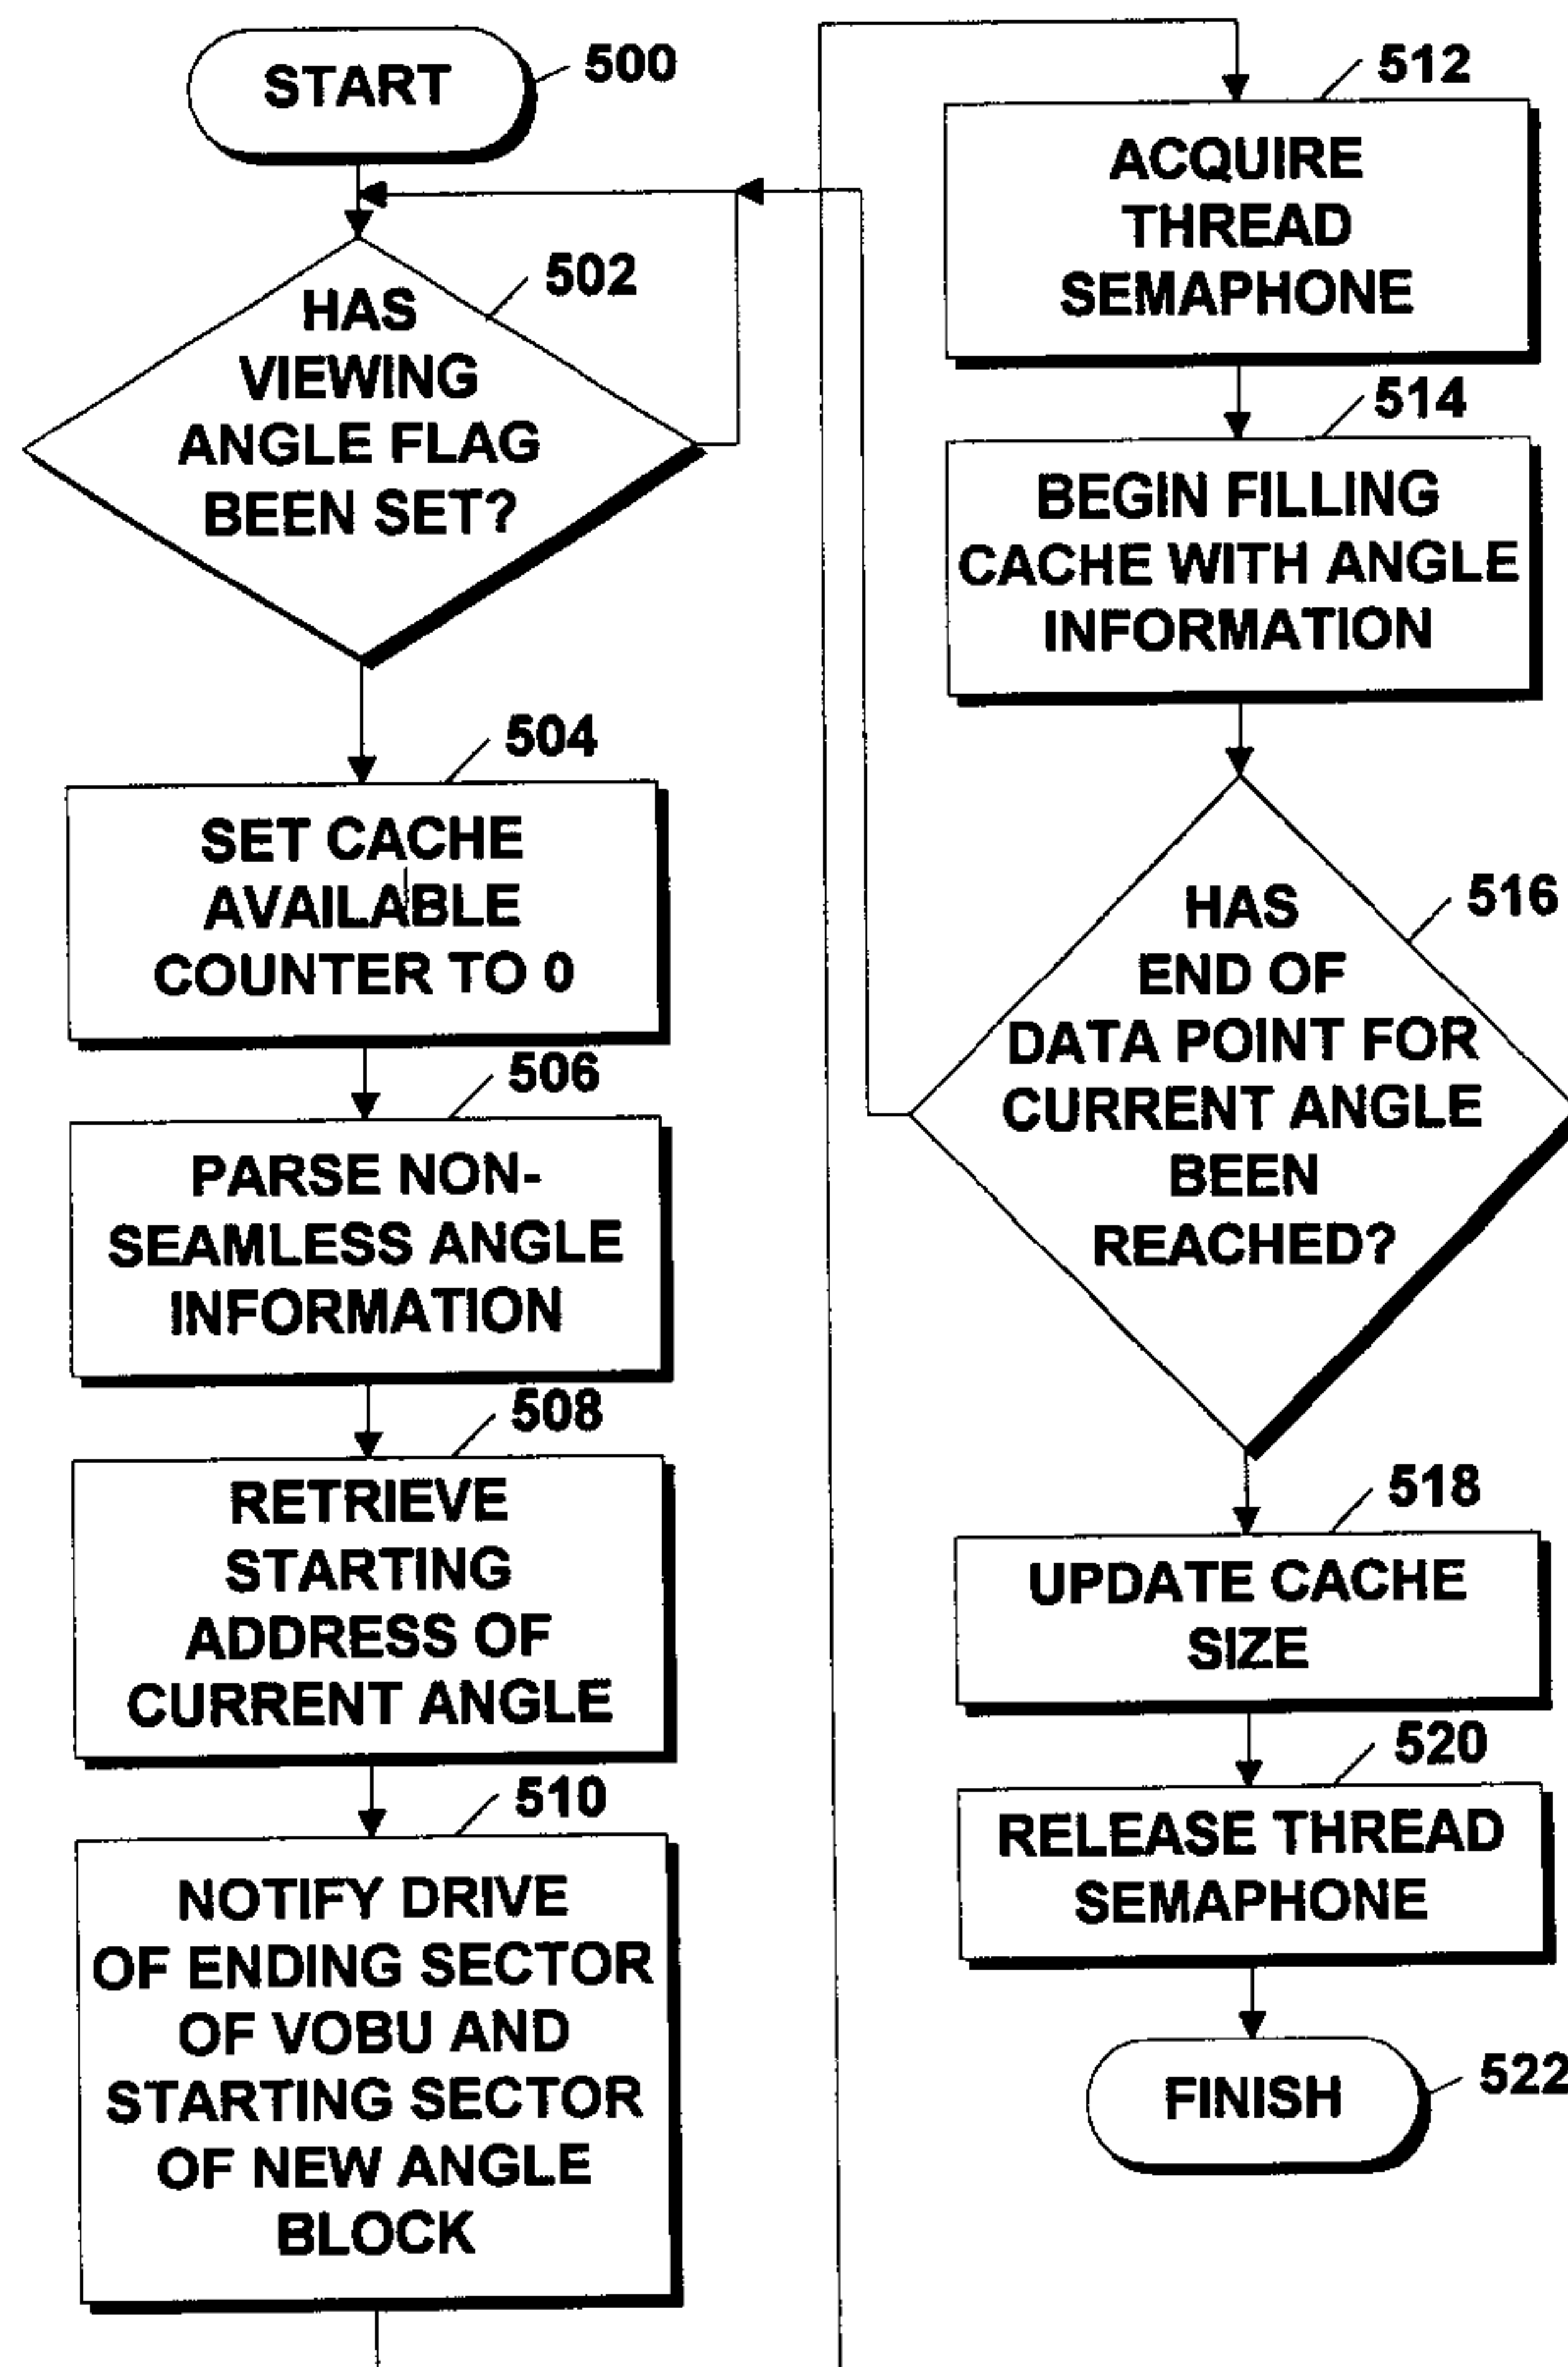 START
500
502
HAS
VIEWING
ANGLE FLAG
BEEN SET?
504
SET CACHE
AVAILABLE
COUNTER TO 0
506
PARSE NON-
SEAMLESS ANGLE
INFORMATION
508
RETRIEVE
STARTING
ADDRESS OF
CURRENT ANGLE
510
NOTIFY DRIVE
OF ENDING SECTOR
OF VOBU AND
STARTING SECTOR
OF NEW ANGLE
BLOCK
512
ACQUIRE
THREAD
SEMAPHONE
514
BEGIN FILLING
CACHE WITH ANGLE
INFORMATION
516
HAS
END OF
DATA POINT FOR
CURRENT ANGLE
BEEN
REACHED?
518
UPDATE CACHE
SIZE
520
RELEASE THREAD
SEMAPHONE
FINISH
522